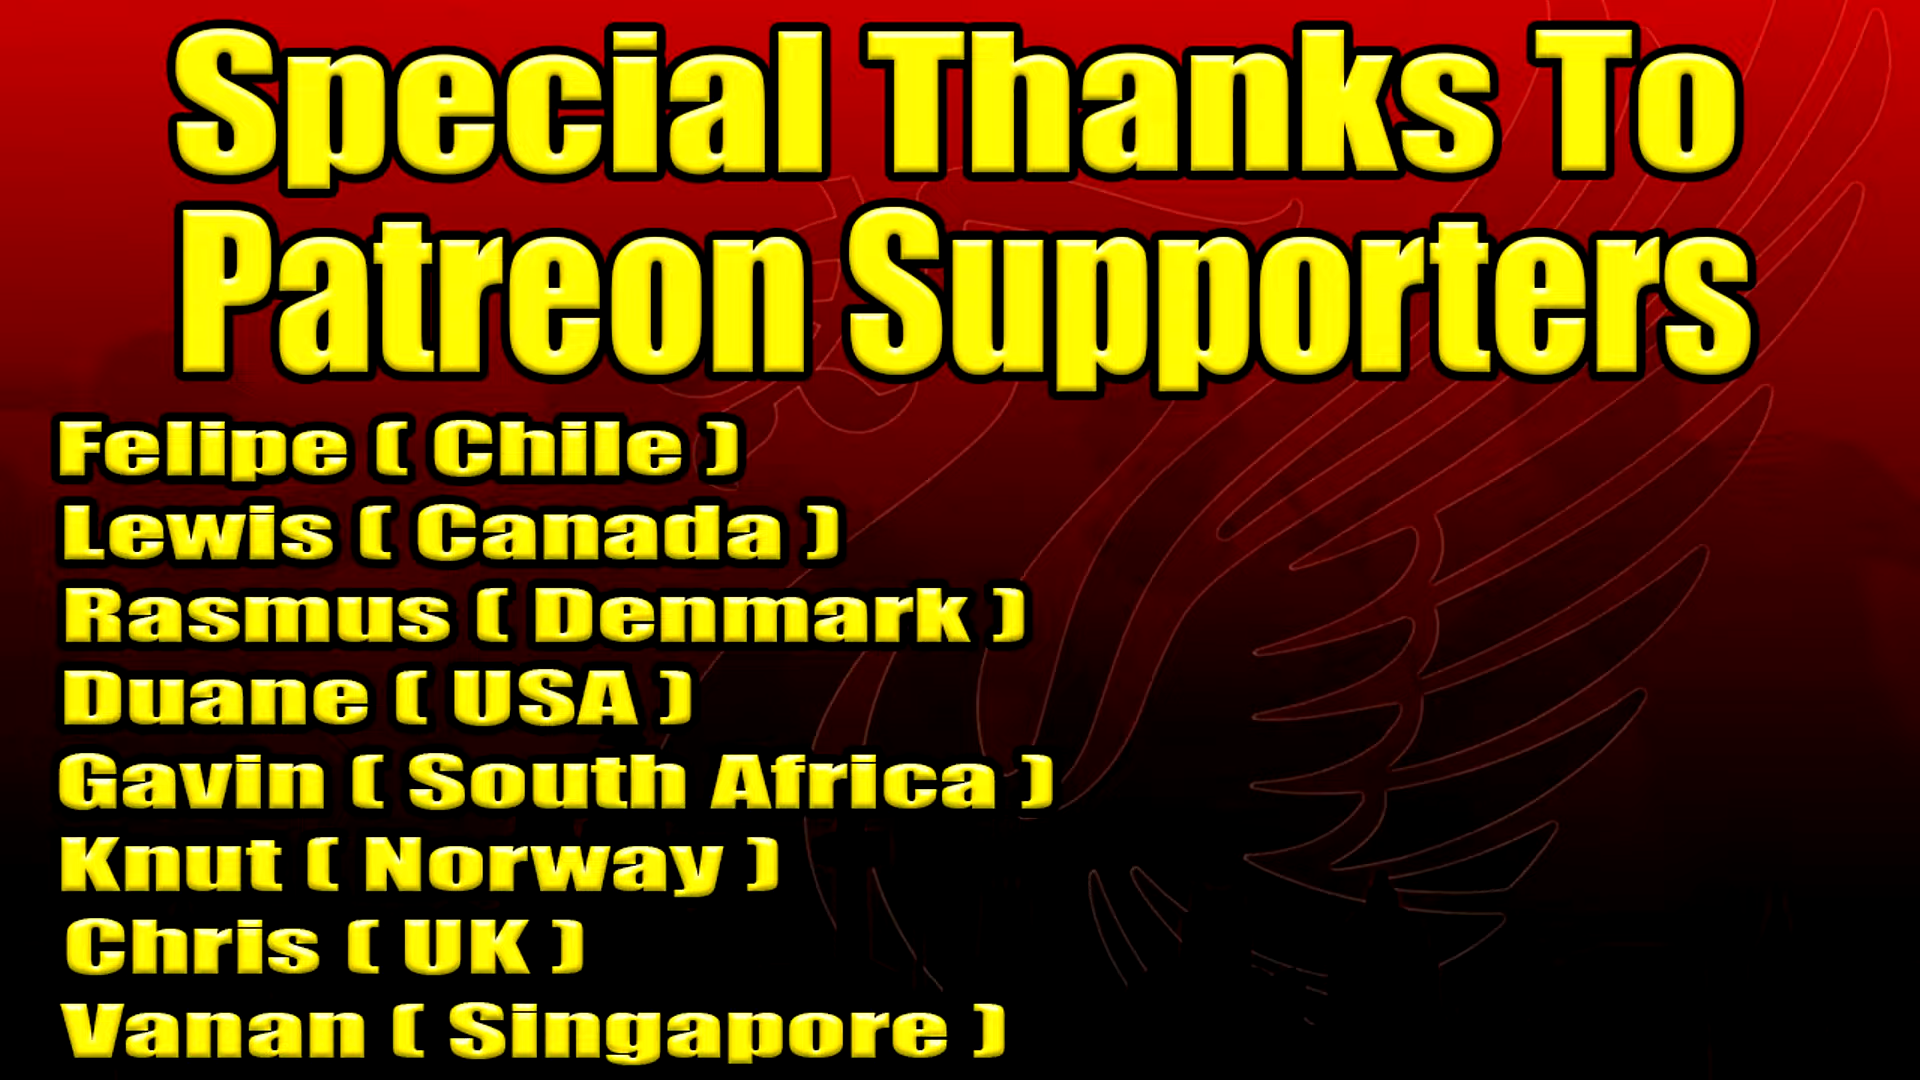 Special Thanks To
Patreon Supporters
Felipe ( Chile )
Lewis ( Canada )
Rasmus ( Denmark )
Duane ( USA )
Gavin ( South Africa )
Knut ( Norway )
Chris ( UK )
Vanan ( Singapore )